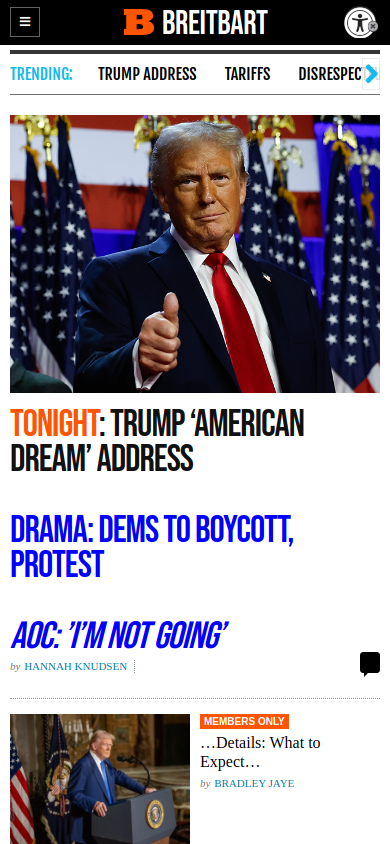 BREITBART
TRENDING:
TRUMP ADDRESS
TARIFFS
DISRESPEC
TONIGHT: TRUMP ‘AMERICAN
DREAM’ ADDRESS
DRAMA: DEMS TO BOYCOTT,
PROTEST
AOC: ’I’M NOT GOING’
by HANNAH KNUDSEN
MEMBERS ONLY
…Details: What to
Expect…
by BRADLEY JAYE